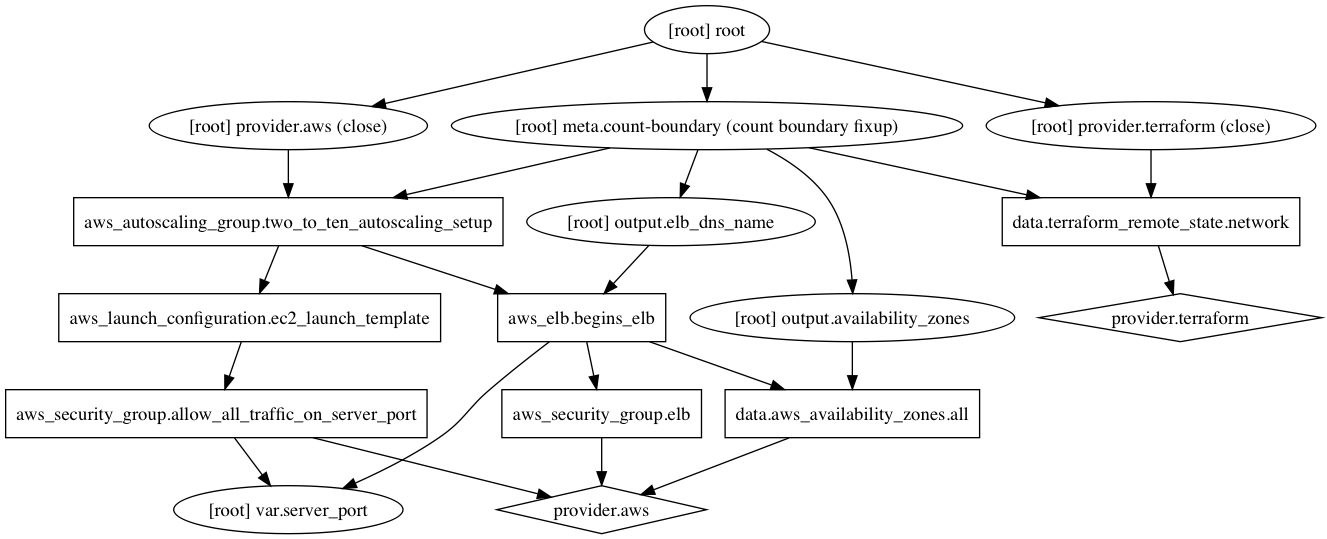 [root] root
[root] provider.aws (close)
[root] meta.count-boundary (count boundary fixup)
[root] provider.terraform (close)
aws_autoscaling_group.two_to_ten_autoscaling_setup
[root] output.elb_dns_name
data.terraform_remote_state.network
aws_launch_configuration.ec2_launch_template
aws_elb.begins_elb
[root] output.availability_zones
provider.terraform
aws_security_group.allow_all_traffic_on_server_port
aws_security_group.elb
data.aws_availability_zones.all
[root] var.server_port
provider.aws